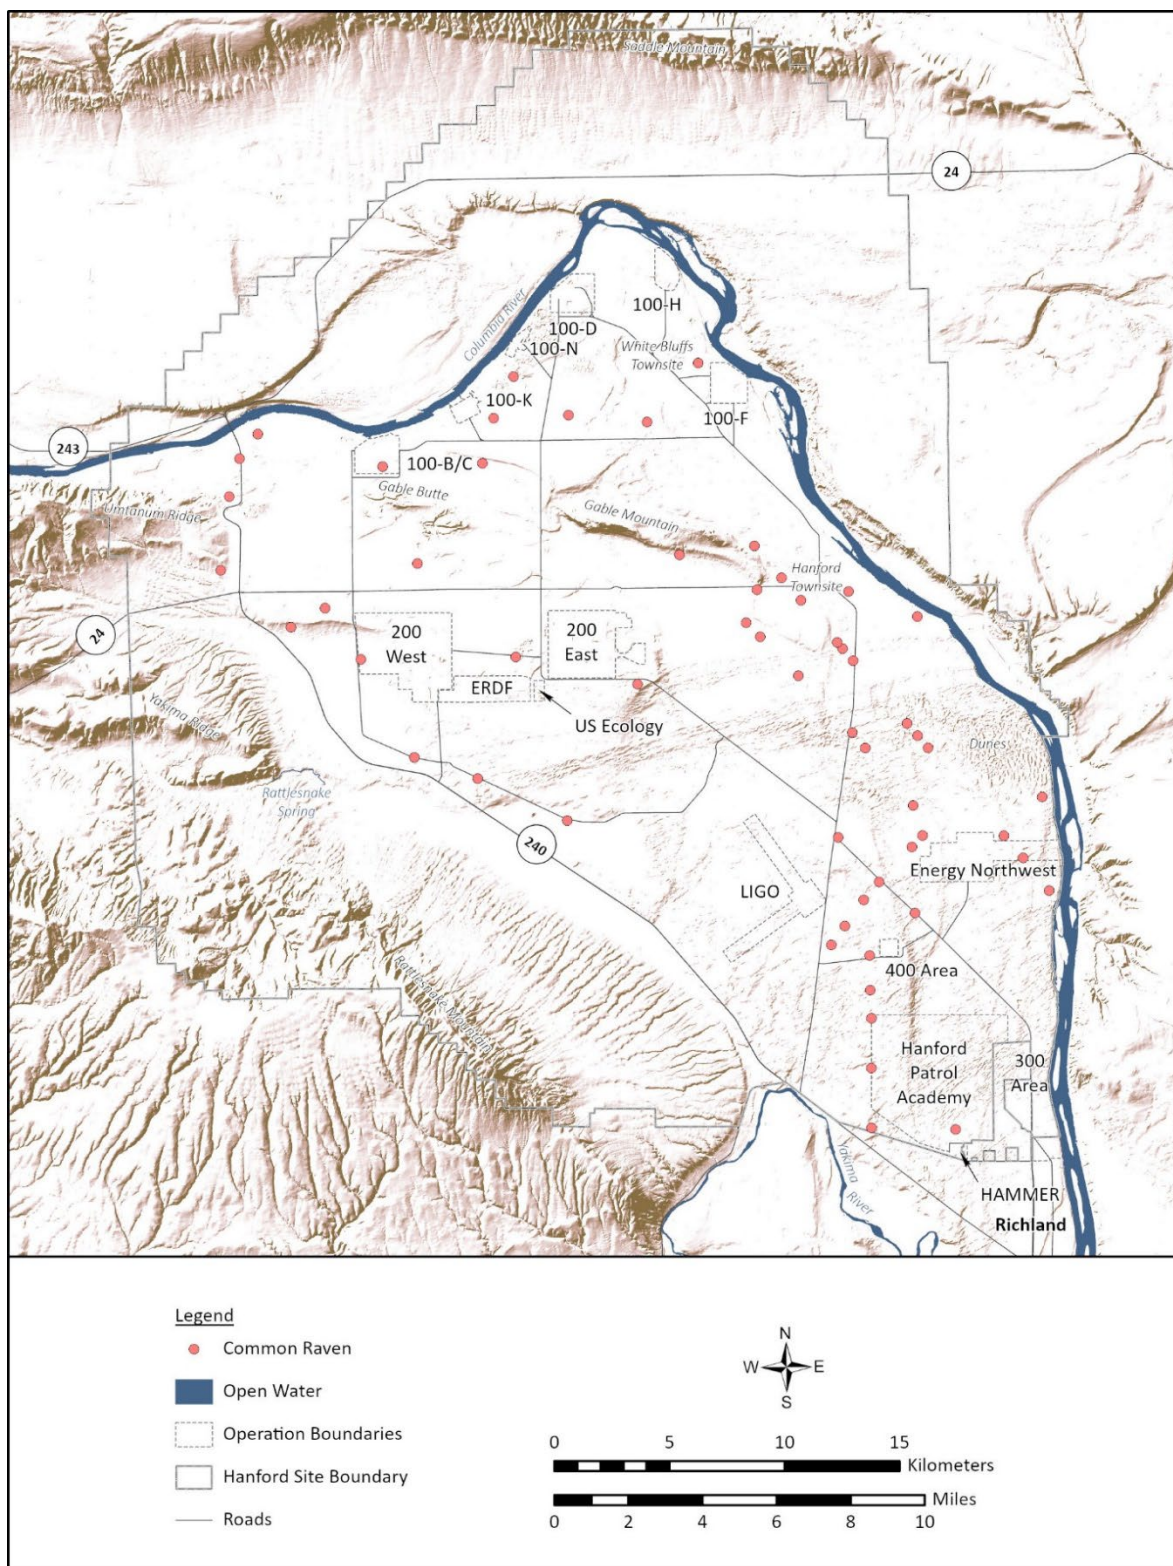 Saddle Mountain
24
Columbia River
100-H
100-D
100-N
White Bluffs
Townsite
100-K
100-F
243
100-B/C
Gable Butte
Umtanum Ridge
Gable Mountain
Hanford
Townsite
24
200
West
200
East
ERDF
US Ecology
Yakima Ridge
Dunes
Rattlesnake
Spring
240
Energy Northwest
LIGO
400 Area
Rattlesnake Mountain
Hanford
Patrol
Academy
300
Area
Yakima
River
HAMMER
Richland
Legend
Common Raven
Open Water
Operation Boundaries
Hanford Site Boundary
Roads
N
W E
S
0 5 10 15
Kilometers
Miles
0 2 4 6 8 10